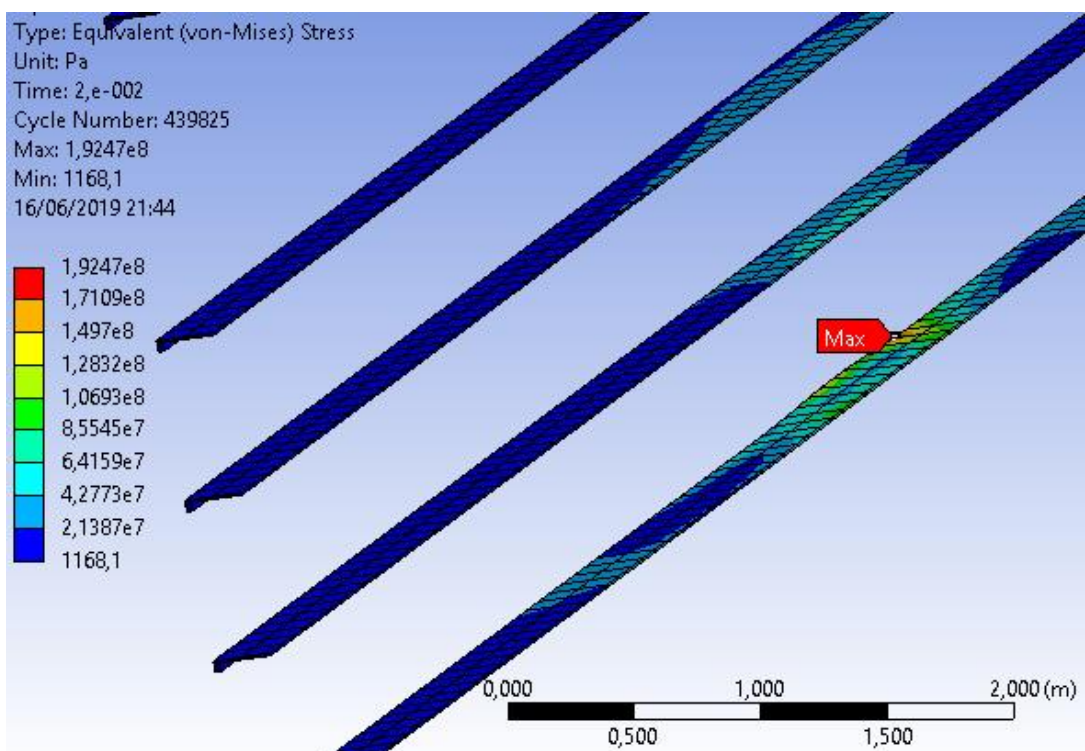 Type: Equivalent (von-Mises) Stress
Unit: Pa
Time: 2,e-002
Cycle Number: 439825
Max: 1,9247e8
Min: 1168,1
16/06/2019 21:44
1,9247e8
1,7109e8
1,497e8
1,2832e8
1,0693e8
8,5545e7
6,4159e7
4,2773e7
2,1387e7
1168,1
Max
0,000 1,000 2,000 (m)
0,500 1,500